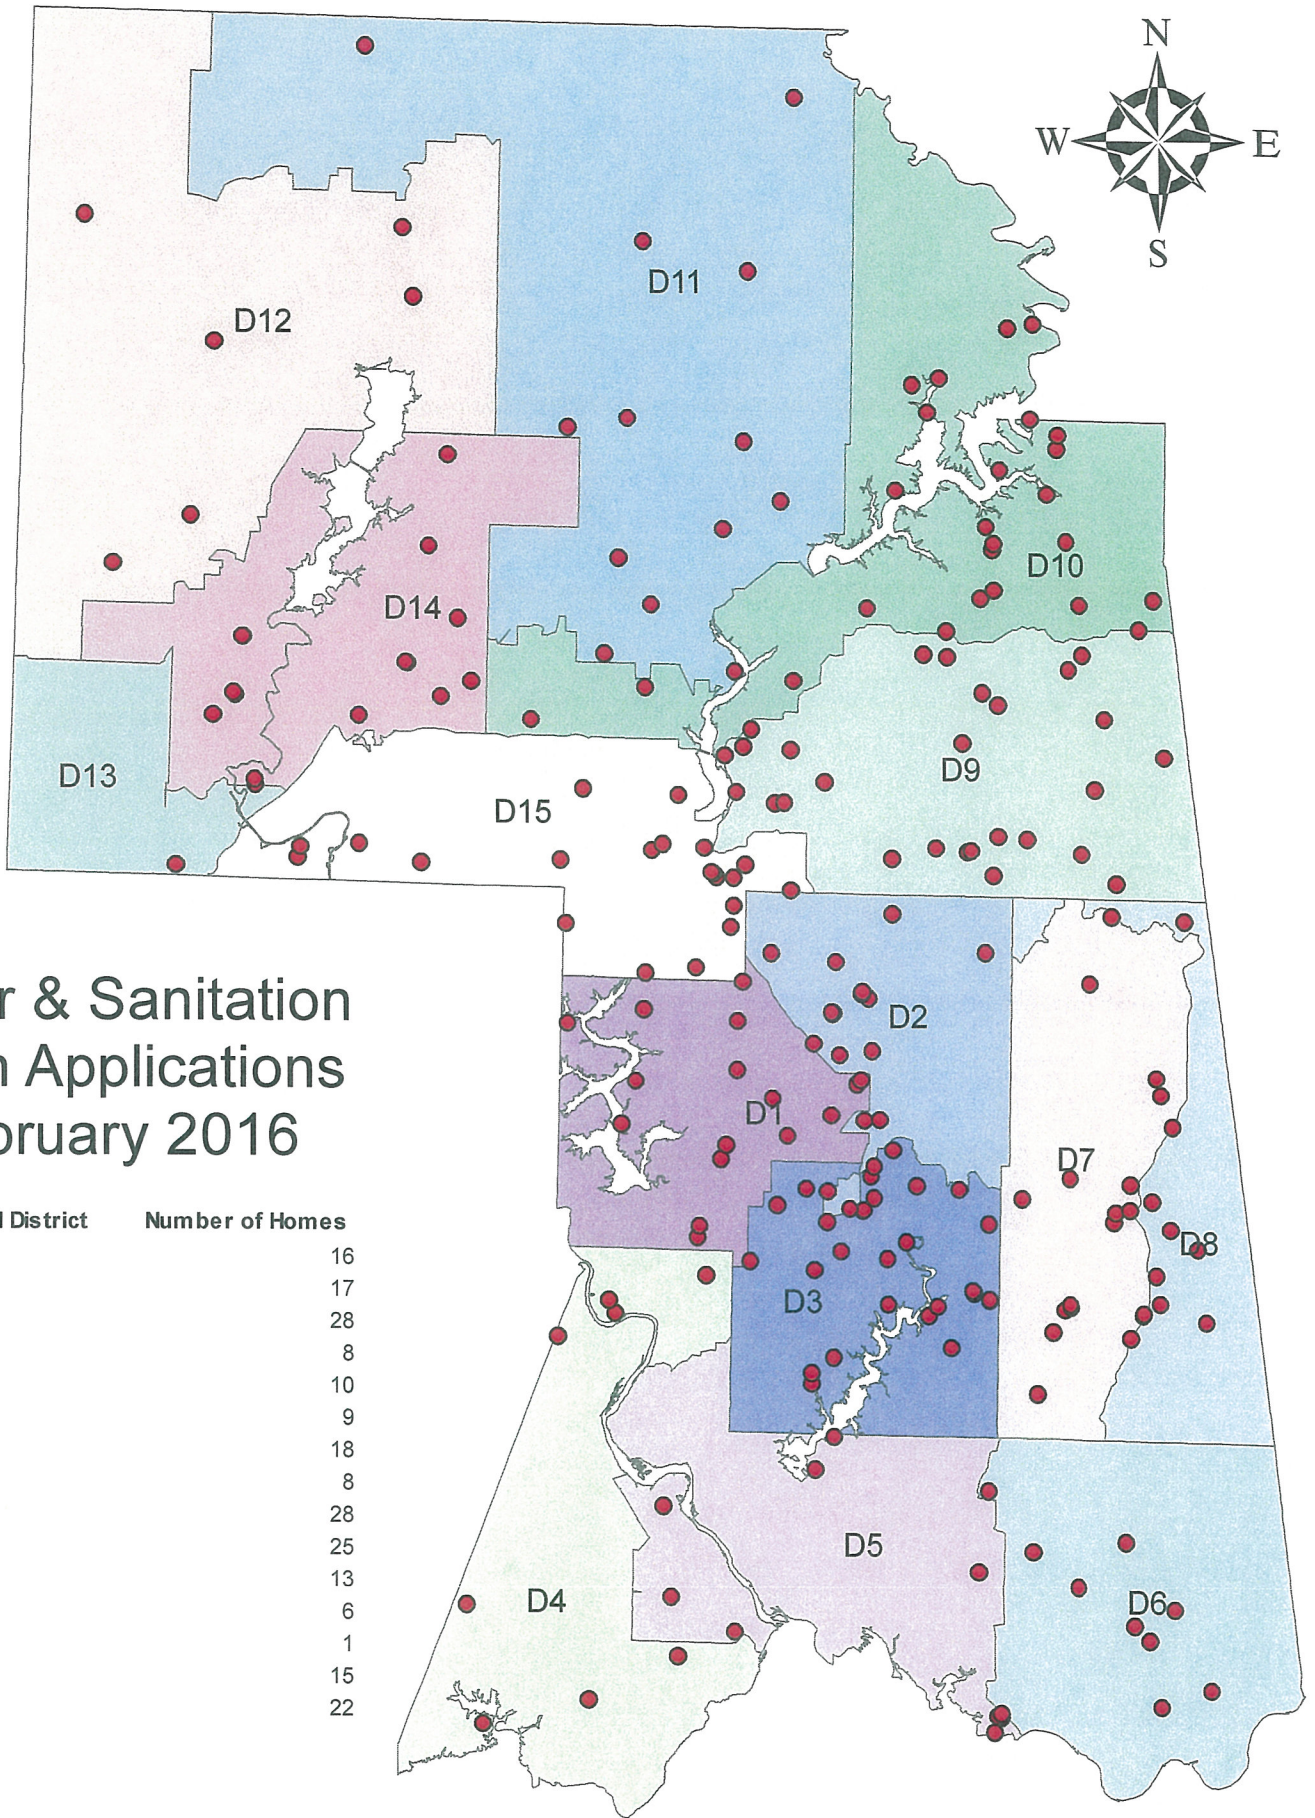 N
W E
S
D11
D12
D10
D14
D9
D13
D15
r & Sanitation
Applications
bruary 2016
D2
D1
D7
l District Number of Homes
D8
16
17
28
8
10
9
18
8
28
25
13
6
1
15
22
D3
D5
D4
D6